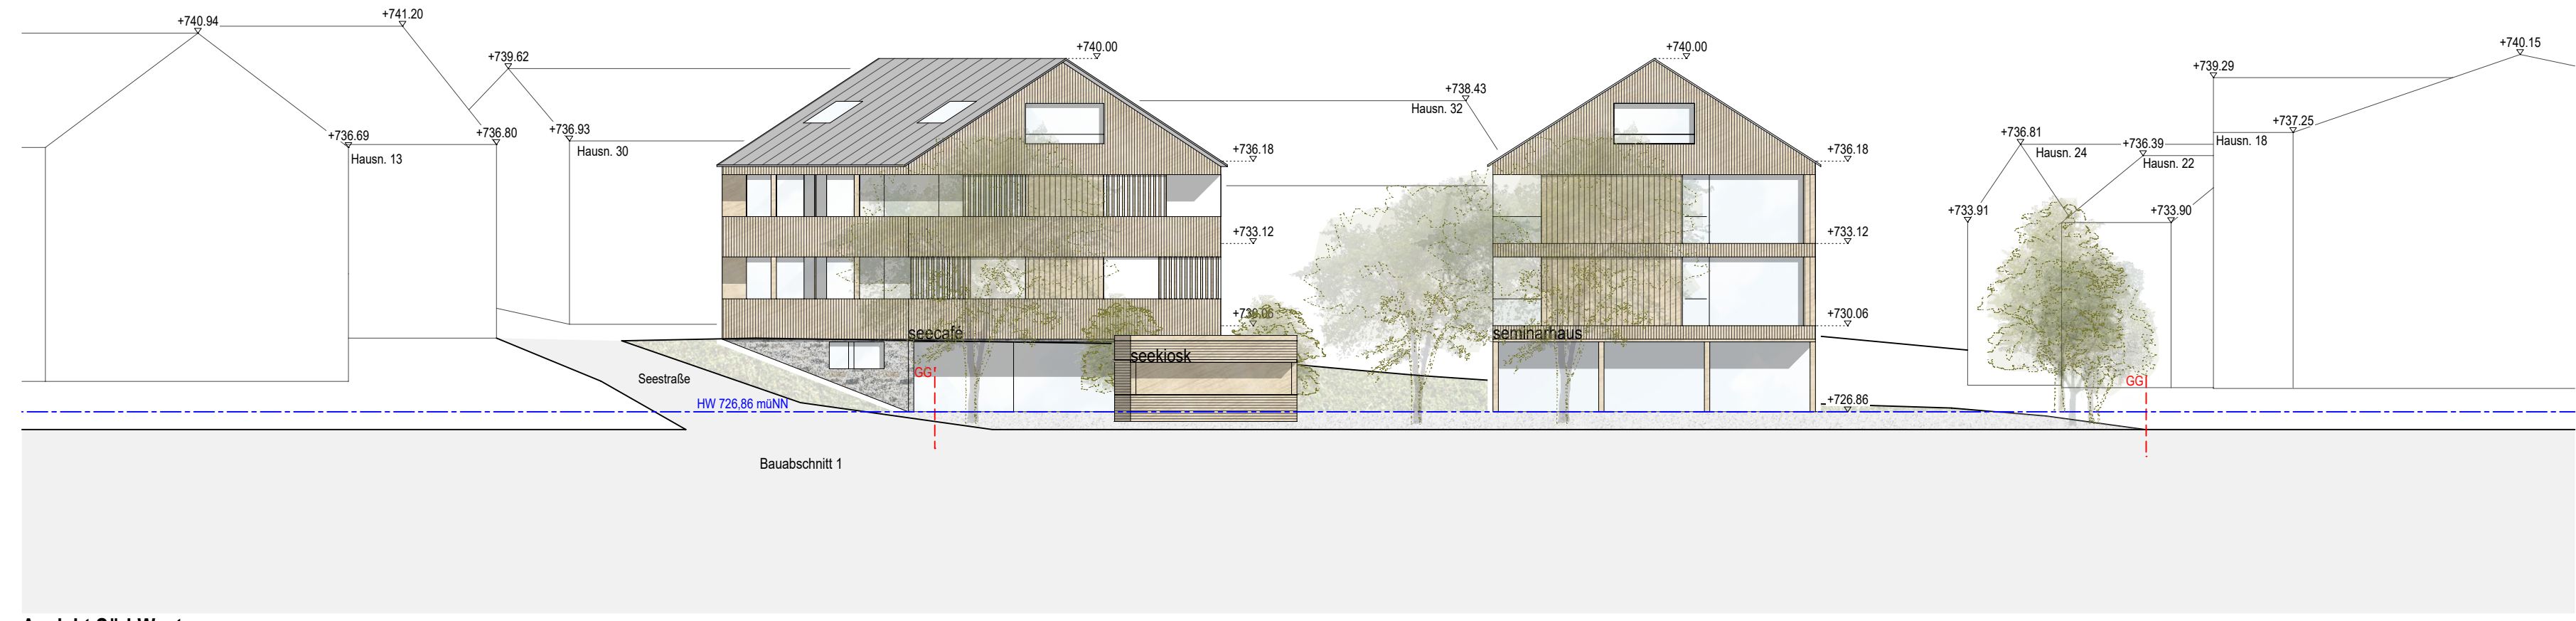 +740.94
+741.20
+739.62
+740.00
+740.00
+740.15
+739.29
+738.43
Hausn. 32
+736.69
Hausn. 13
+736.80
+736.93
Hausn. 30
+736.18
+736.18
+736.81
Hausn. 24
+736.39
Hausn. 22
Hausn. 18
+737.25
+733.91
+733.90
+733.12
+733.12
+730.06
+730.06
seecafé
seekiosk
seminarhaus
Seestraße
GG'
GG
HW 726,86 müNN
+726.86
Bauabschnitt 1